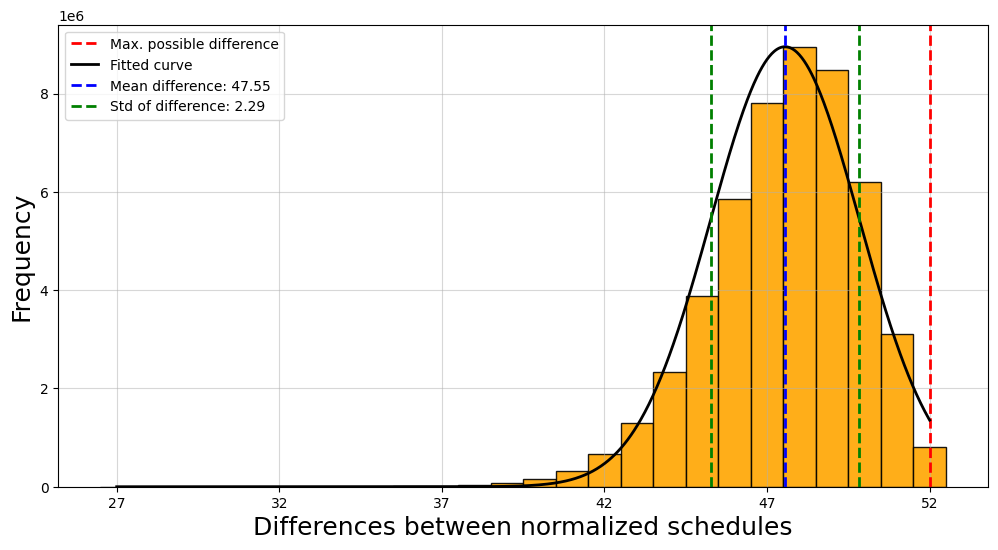 1e6
Max. possible difference
Fitted curve
Mean difference: 47.55
Std of difference: 2.29
8
6
4
2
0
Frequency
27 32 37 42 47 52
Differences between normalized schedules